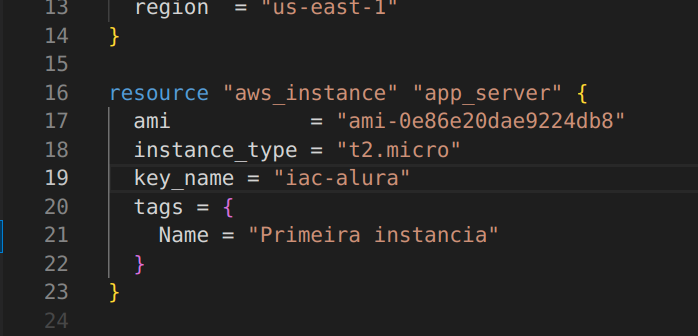 13 region = "us-east-1"
14 }
15
16 resource "aws_instance" "app_server" {
17 ami = "ami-0e86e20dae9224db8"
18 instance_type = "t2.micro"
19 key_name = "iac-alura"
20 tags = {
21 Name = "Primeira instancia"
22 }
23 }
24